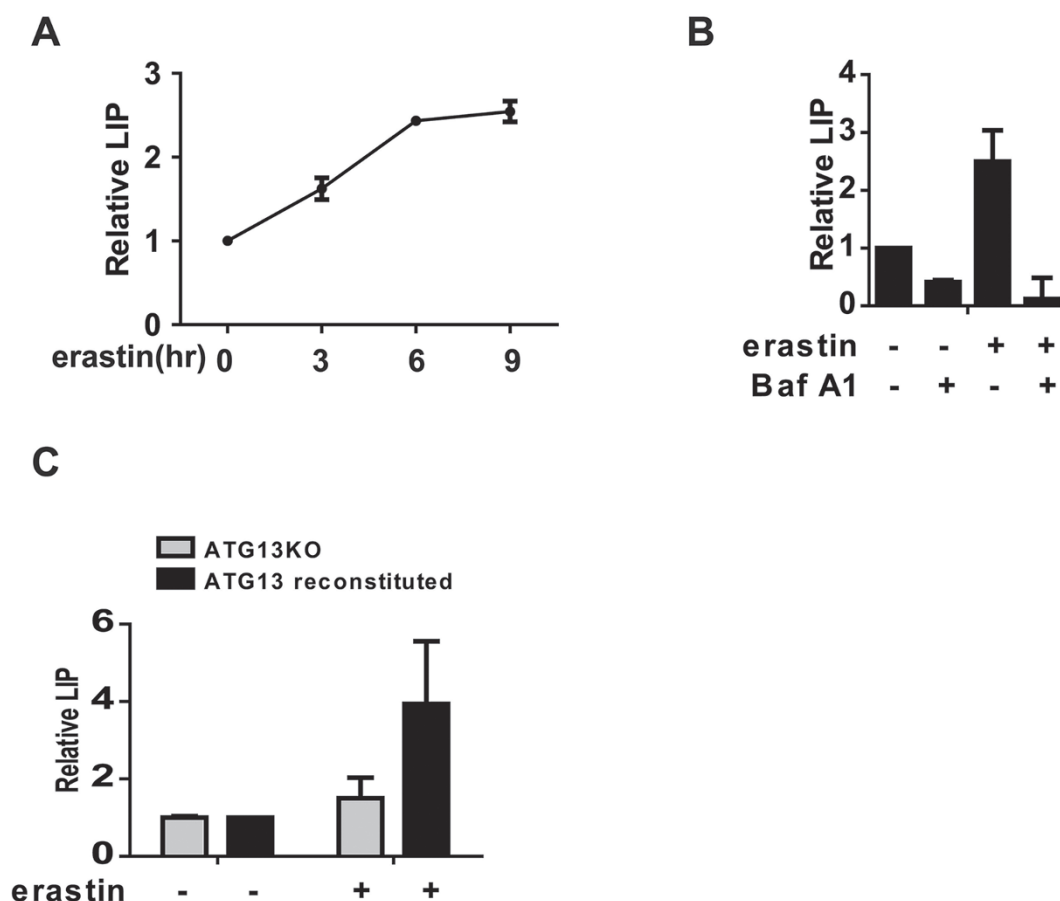 A
3
2
1
0
Relative LIP
erastin(hr) 0 3 6 9
B
4
3
2
1
0
Relative LIP
erastin - - + +
Baf A1 - + - +
C
ATG13KO
ATG13 reconstituted
6
4
2
0
Relative LIP
erastin - - + +